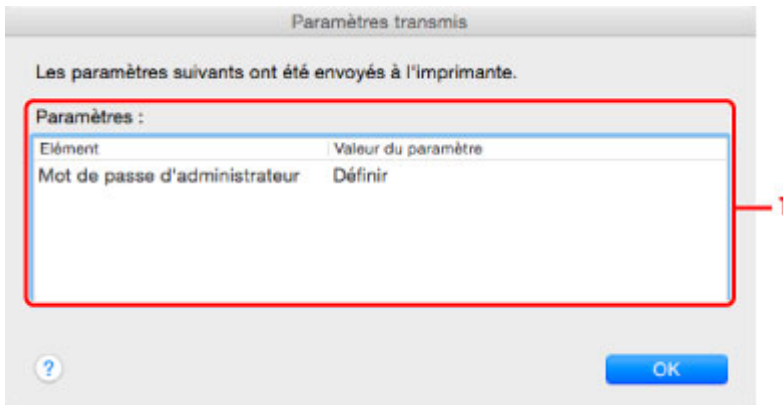 Paramètres transmis
Les paramètres suivants ont été envoyés à l'imprimante.
Paramètres :
Elément Valeur du paramètre
Mot de passe d'administrateur Définir
1
? OK